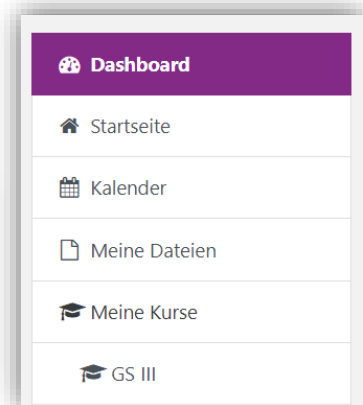 Dashboard
Startseite
Kalender
Meine Dateien
Meine Kurse
GS III